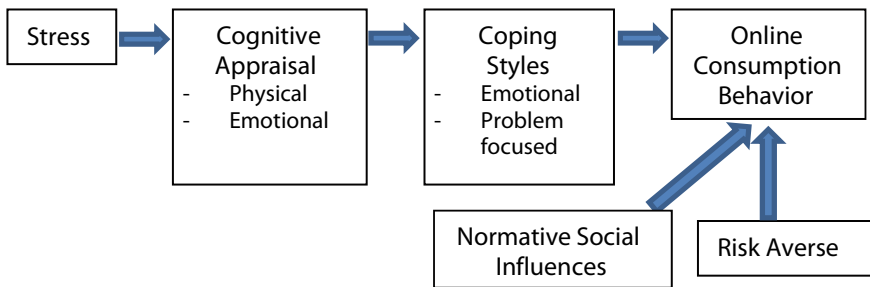 Stress
Cognitive
Appraisal
- Physical
- Emotional
Coping
Styles
- Emotional
- Problem
focused
Online
Consumption
Behavior
Normative Social
Influences
Risk Averse